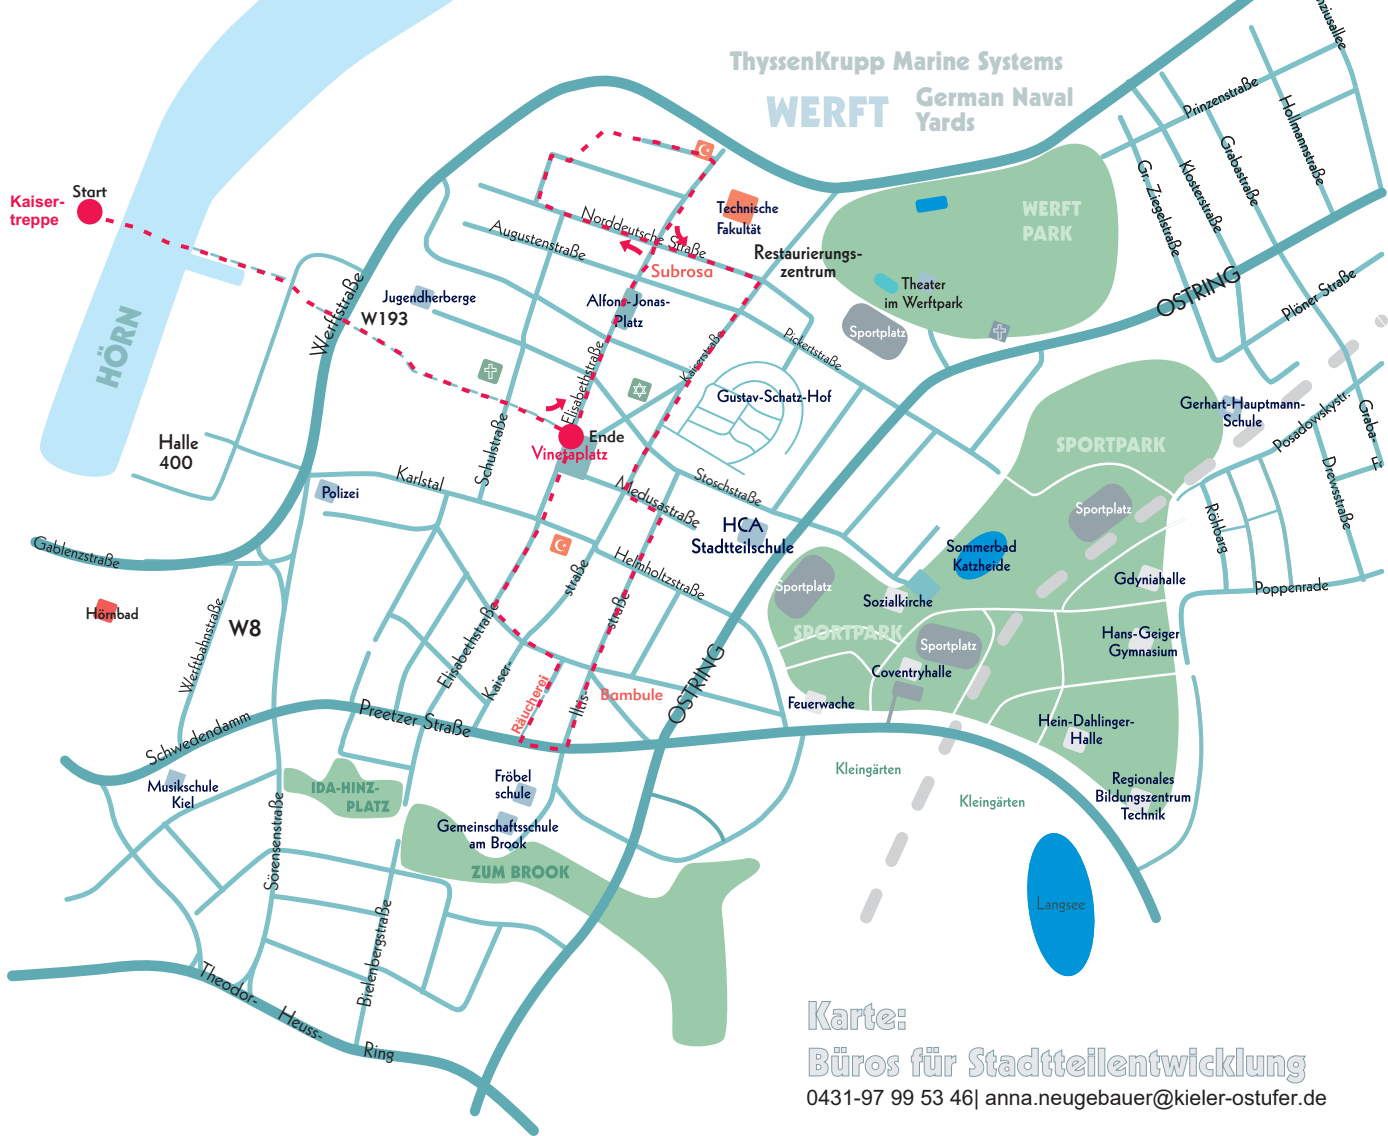 ThyssenKrupp Marine Systems
WERFT
German Naval
Yards
Prinzenstraße
Hollmannstraße
Grabastraße
Klosterstraße
Gr. Ziegelstraße
Start
Kaiser-
treppe
HÖRN
Norddeutsche Straße
Augustenstraße
Technische
Fakultät
WERFT
PARK
Subrosa
Restaurierungs-
zentrum
Theater
im Werftpark
OSTRING
Plöner Straße
Jugendherberge
W193
Werftstraße
Alfons-Jonas-
Platz
Sportplatz
Pickertstraße
Kaiserstraße
Elisabethstraße
Gustav-Schatz-Hof
Gerhart-Hauptmann-
Schule
Posadowskystr.
Graba-
Halle
400
Schulstraße
Ende
Vinetaplatz
SPORTPARK
Karlstal
Polizei
Medusastraße
Stoschstraße
Sportplatz
Drewsstraße
Röhlbarg
HCA
Stadtteilschule
Gablenzstraße
Helmholtzstraße
Sommerbad
Katzheide
Gdyniahalle
Poppenrade
Sportplatz
Sozialkirche
Hörnbad
W8
Werftbahnstraße
straße
straße
SPORTPARK
Sportplatz
Hans-Geiger
Gymnasium
Elisabethstraße
Kaiser-
Räucherei
Iltis-
Bambule
OSTRING
Coventryhalle
Feuerwache
Schwedendamm
Preetzer Straße
Hein-Dahlinger-
Halle
Musikschule
Kiel
IDA-HINZ-
PLATZ
Fröbel
schule
Kleingärten
Kleingärten
Regionales
Bildungszentrum
Technik
Sörensenstraße
Gemeinschaftsschule
am Brook
ZUM BROOK
Bielenbergstraße
Langsee
Theodor-
Heuss-
Ring
Karte:
Büros für Stadtteilentwicklung
0431-97 99 53 46| anna.neugebauer@kieler-ostufer.de